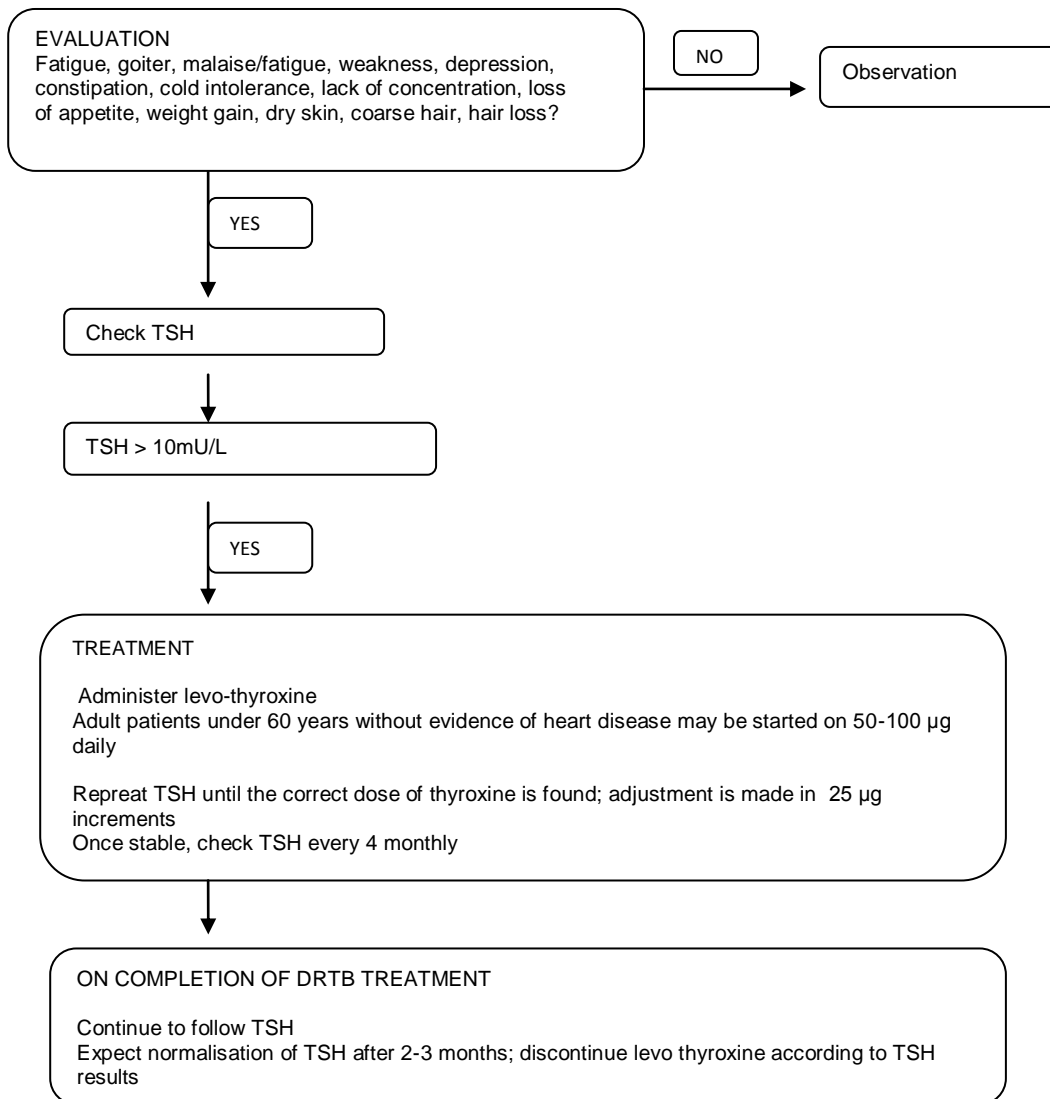 EVALUATION
Fatigue, goiter, malaise/fatigue, weakness, depression,
constipation, cold intolerance, lack of concentration, loss
of appetite, weight gain, dry skin, coarse hair, hair loss?
NO
Observation
YES
Check TSH
TSH > 10mU/L
YES
TREATMENT
Administer levo-thyroxine
Adult patients under 60 years without evidence of heart disease may be started on 50-100 µg
daily
Repreat TSH until the correct dose of thyroxine is found; adjustment is made in 25 µg
increments
Once stable, check TSH every 4 monthly
ON COMPLETION OF DRTB TREATMENT
Continue to follow TSH
Expect normalisation of TSH after 2-3 months; discontinue levo thyroxine according to TSH
results